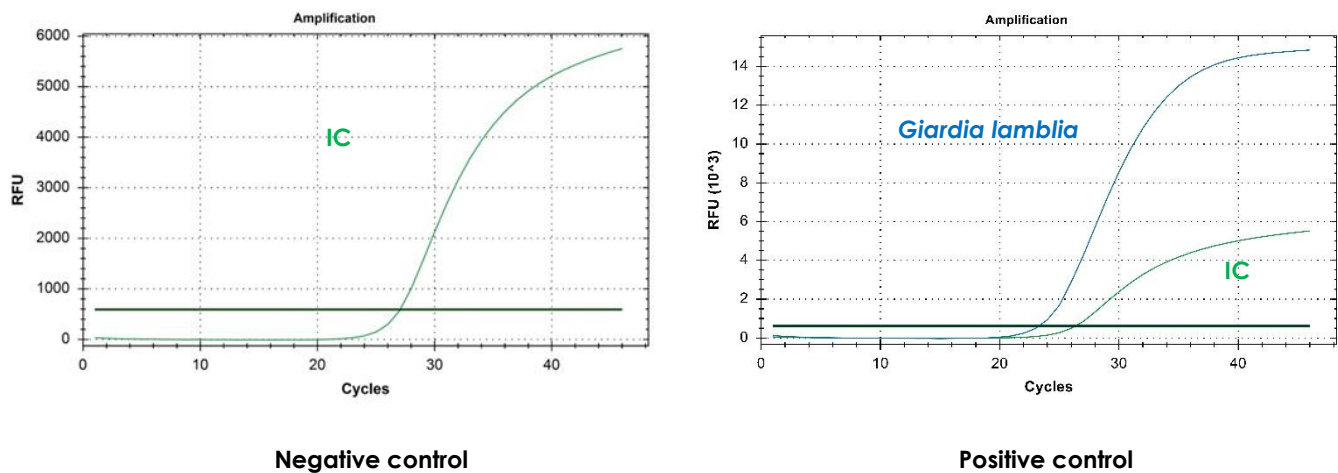 Amplification
6000
5000
4000
3000
2000
1000
0
RFU
IC
0 10 20 30 40
Cycles
Negative control
Amplification
14
12
10
8
6
4
2
0
RFU (10^3)
Giardia lamblia
IC
0 10 20 30 40
Cycles
Positive control